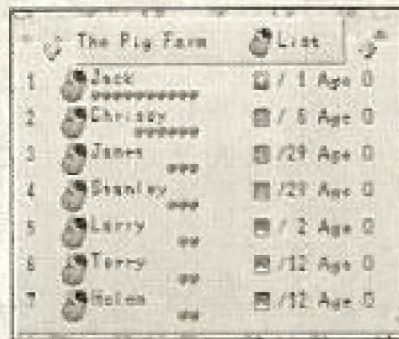 The Pig Farm List
1 Jack / 1 Age 0
2 Chrissy / 6 Age 0
3 Janet /29 Age 0
4 Stanley /29 Age 0
5 Larry / 2 Age 0
6 Terry /12 Age 0
7 Helen /12 Age 0